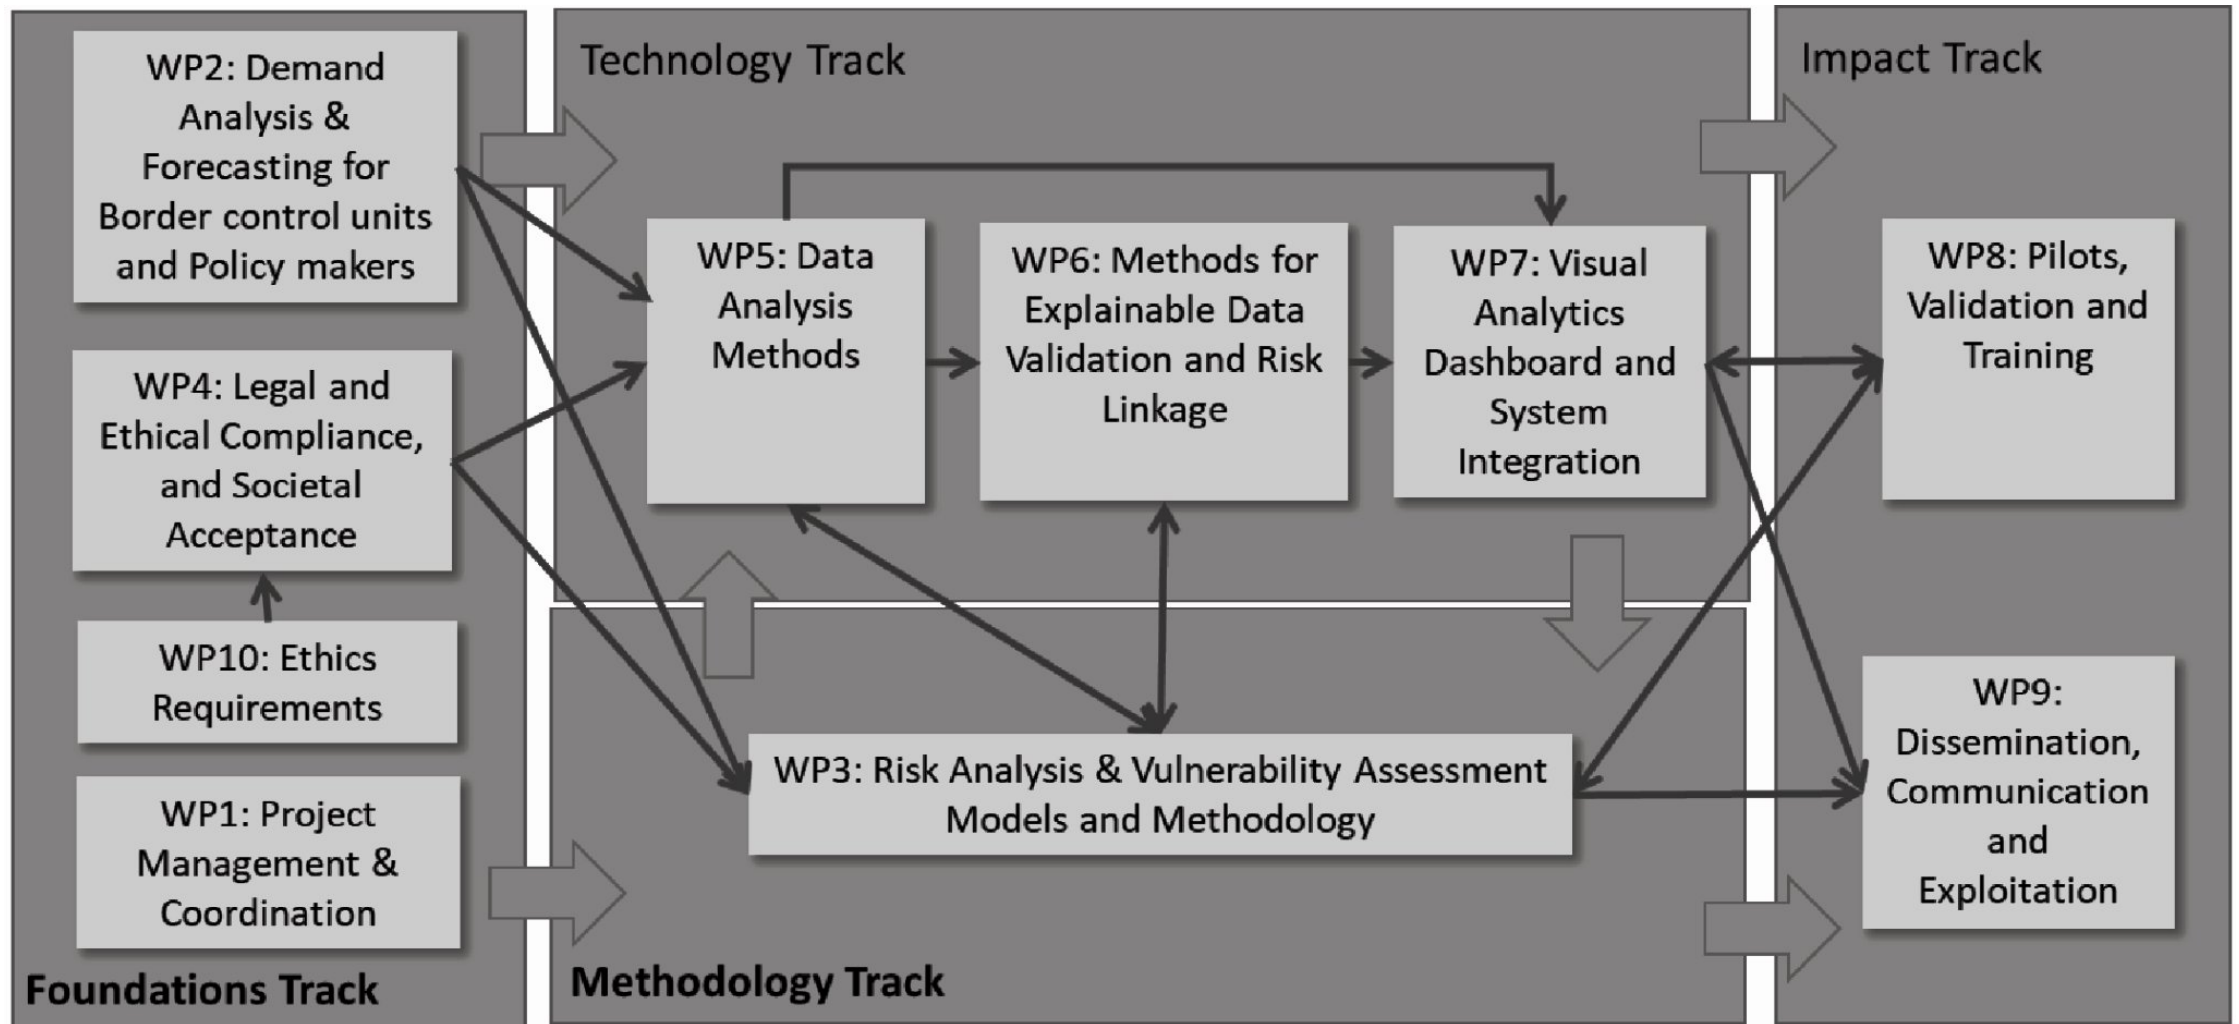 WP2: Demand
Analysis &
Forecasting for
Border control units
and Policy makers
WP4: Legal and
Ethical Compliance,
and Societal
Acceptance
WP10: Ethics
Requirements
WP1: Project
Management &
Coordination
Foundations Track
Technology Track
WP5: Data
Analysis
Methods
WP6: Methods for
Explainable Data
Validation and Risk
Linkage
WP7: Visual
Analytics
Dashboard and
System
Integration
WP3: Risk Analysis & Vulnerability Assessment
Models and Methodology
Methodology Track
Impact Track
WP8: Pilots,
Validation and
Training
WP9:
Dissemination,
Communication
and
Exploitation